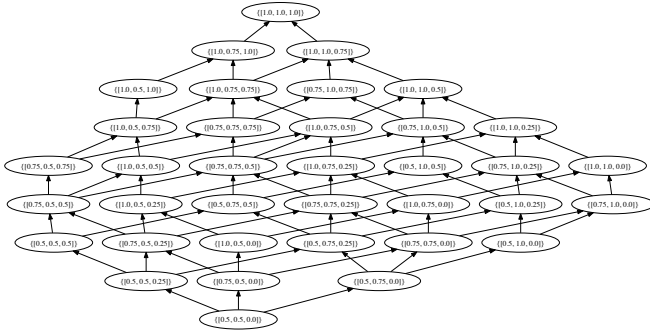 {[1.0, 1.0, 1.0]}
{[1.0, 0.75, 1.0]}
{[1.0, 1.0, 0.75]}
{[1.0, 0.5, 1.0]}
{[1.0, 0.75, 0.75]}
{[0.75, 1.0, 0.75]}
{[1.0, 1.0, 0.5]}
{[1.0, 0.5, 0.75]}
{[0.75, 0.75, 0.75]}
{[1.0, 0.75, 0.5]}
{[0.75, 1.0, 0.5]}
{[1.0, 1.0, 0.25]}
{[0.75, 0.5, 0.75]}
{[1.0, 0.5, 0.5]}
{[0.75, 0.75, 0.5]}
{[1.0, 0.75, 0.25]}
{[0.5, 1.0, 0.5]}
{[0.75, 1.0, 0.25]}
{[1.0, 1.0, 0.0]}
{[0.75, 0.5, 0.5]}
{[1.0, 0.5, 0.25]}
{[0.5, 0.75, 0.5]}
{[0.75, 0.75, 0.25]}
{[1.0, 0.75, 0.0]}
{[0.5, 1.0, 0.25]}
{[0.75, 1.0, 0.0]}
{[0.5, 0.5, 0.5]}
{[0.75, 0.5, 0.25]}
{[1.0, 0.5, 0.0]}
{[0.5, 0.75, 0.25]}
{[0.75, 0.75, 0.0]}
{[0.5, 1.0, 0.0]}
{[0.5, 0.5, 0.25]}
{[0.75, 0.5, 0.0]}
{[0.5, 0.75, 0.0]}
{[0.5, 0.5, 0.0]}